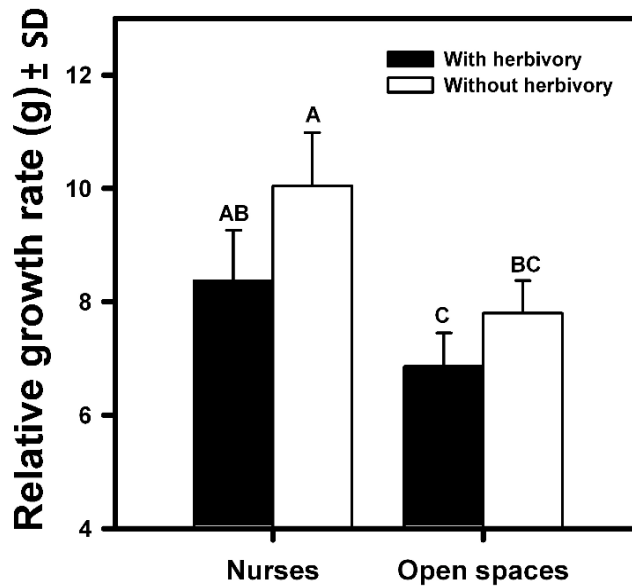 Relative growth rate (g) ± SD
12
10
8
6
4
With herbivory
Without herbivory
A
AB
BC
C
Nurses Open spaces